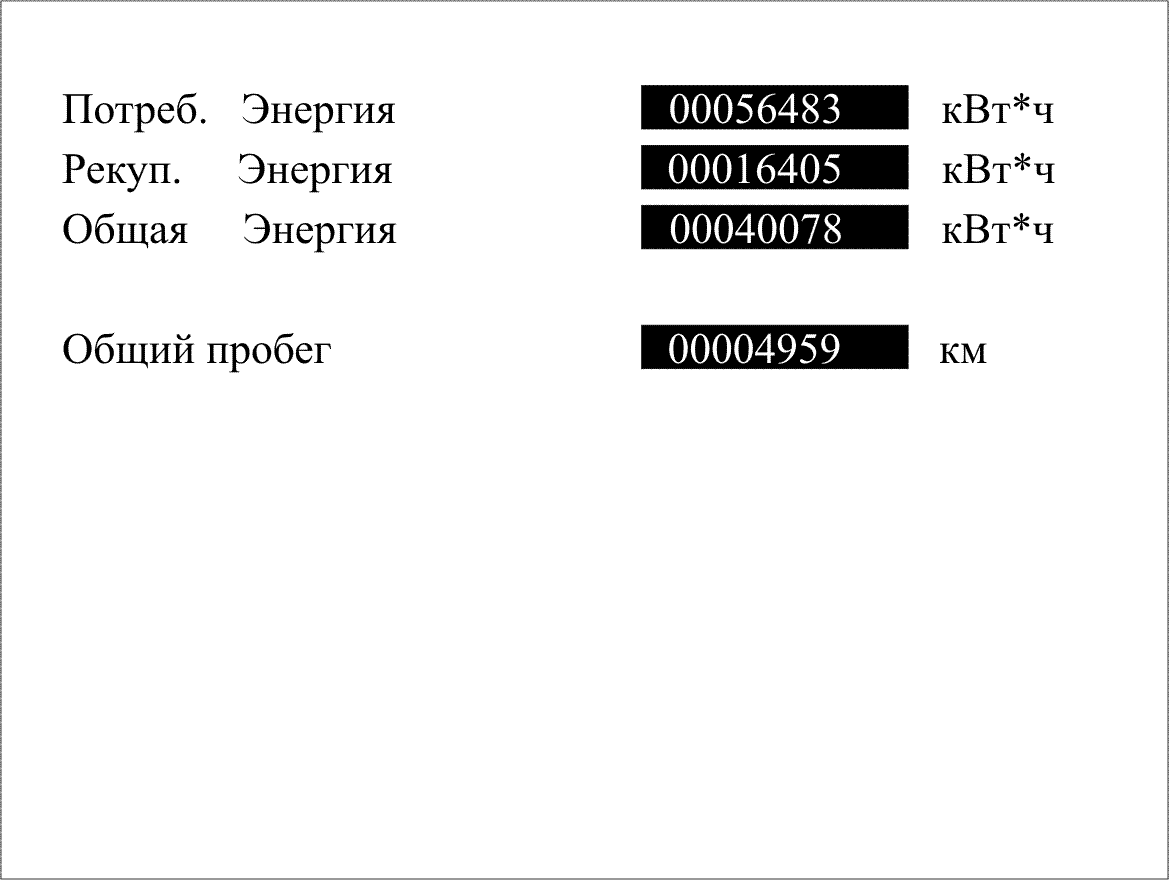 Потреб. Энергия 00056483 кВт*ч
Рекуп. Энергия 00016405 кВт*ч
Общая Энергия 00040078 кВт*ч
Общий пробег 00004959 км